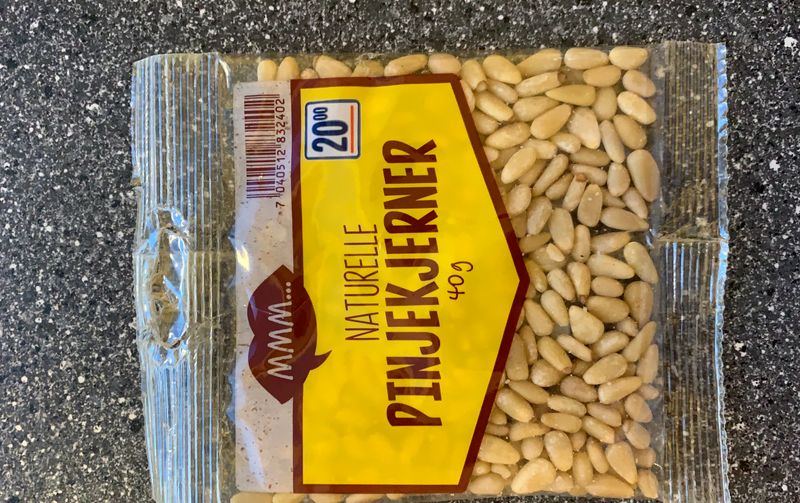 MMM...
NATURELLE
PINJEKJERNER
40g
20⁰⁰
7 040512 832402